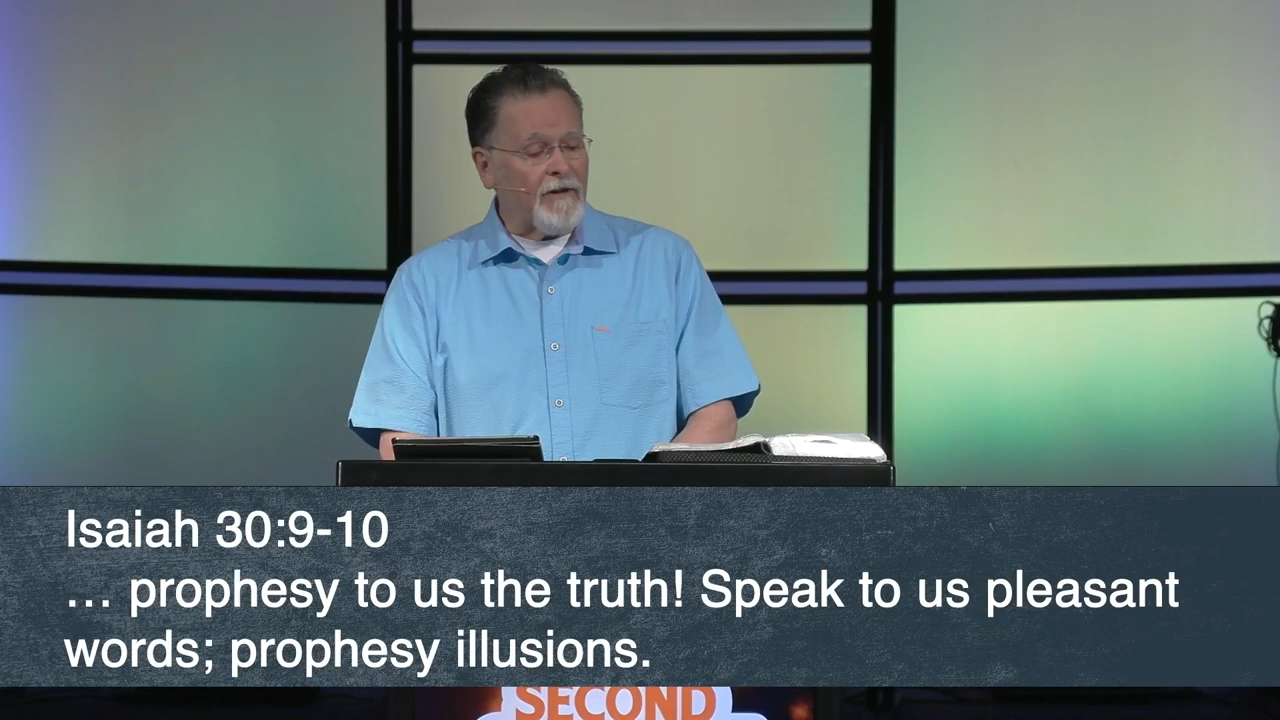 Isaiah 30:9-10
… prophesy to us the truth! Speak to us pleasant
words; prophesy illusions.
SECOND